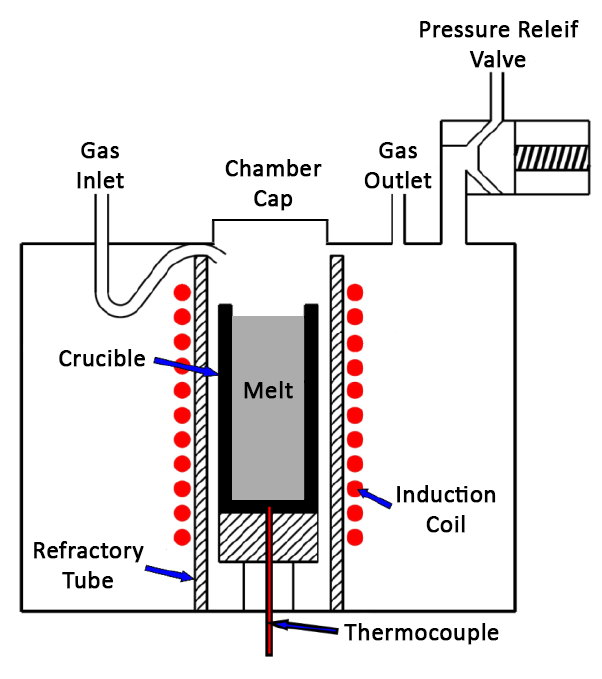 Pressure Releif
Valve
Gas
Inlet
Chamber
Cap
Gas
Outlet
Crucible
Melt
Induction
Coil
Refractory
Tube
Thermocouple